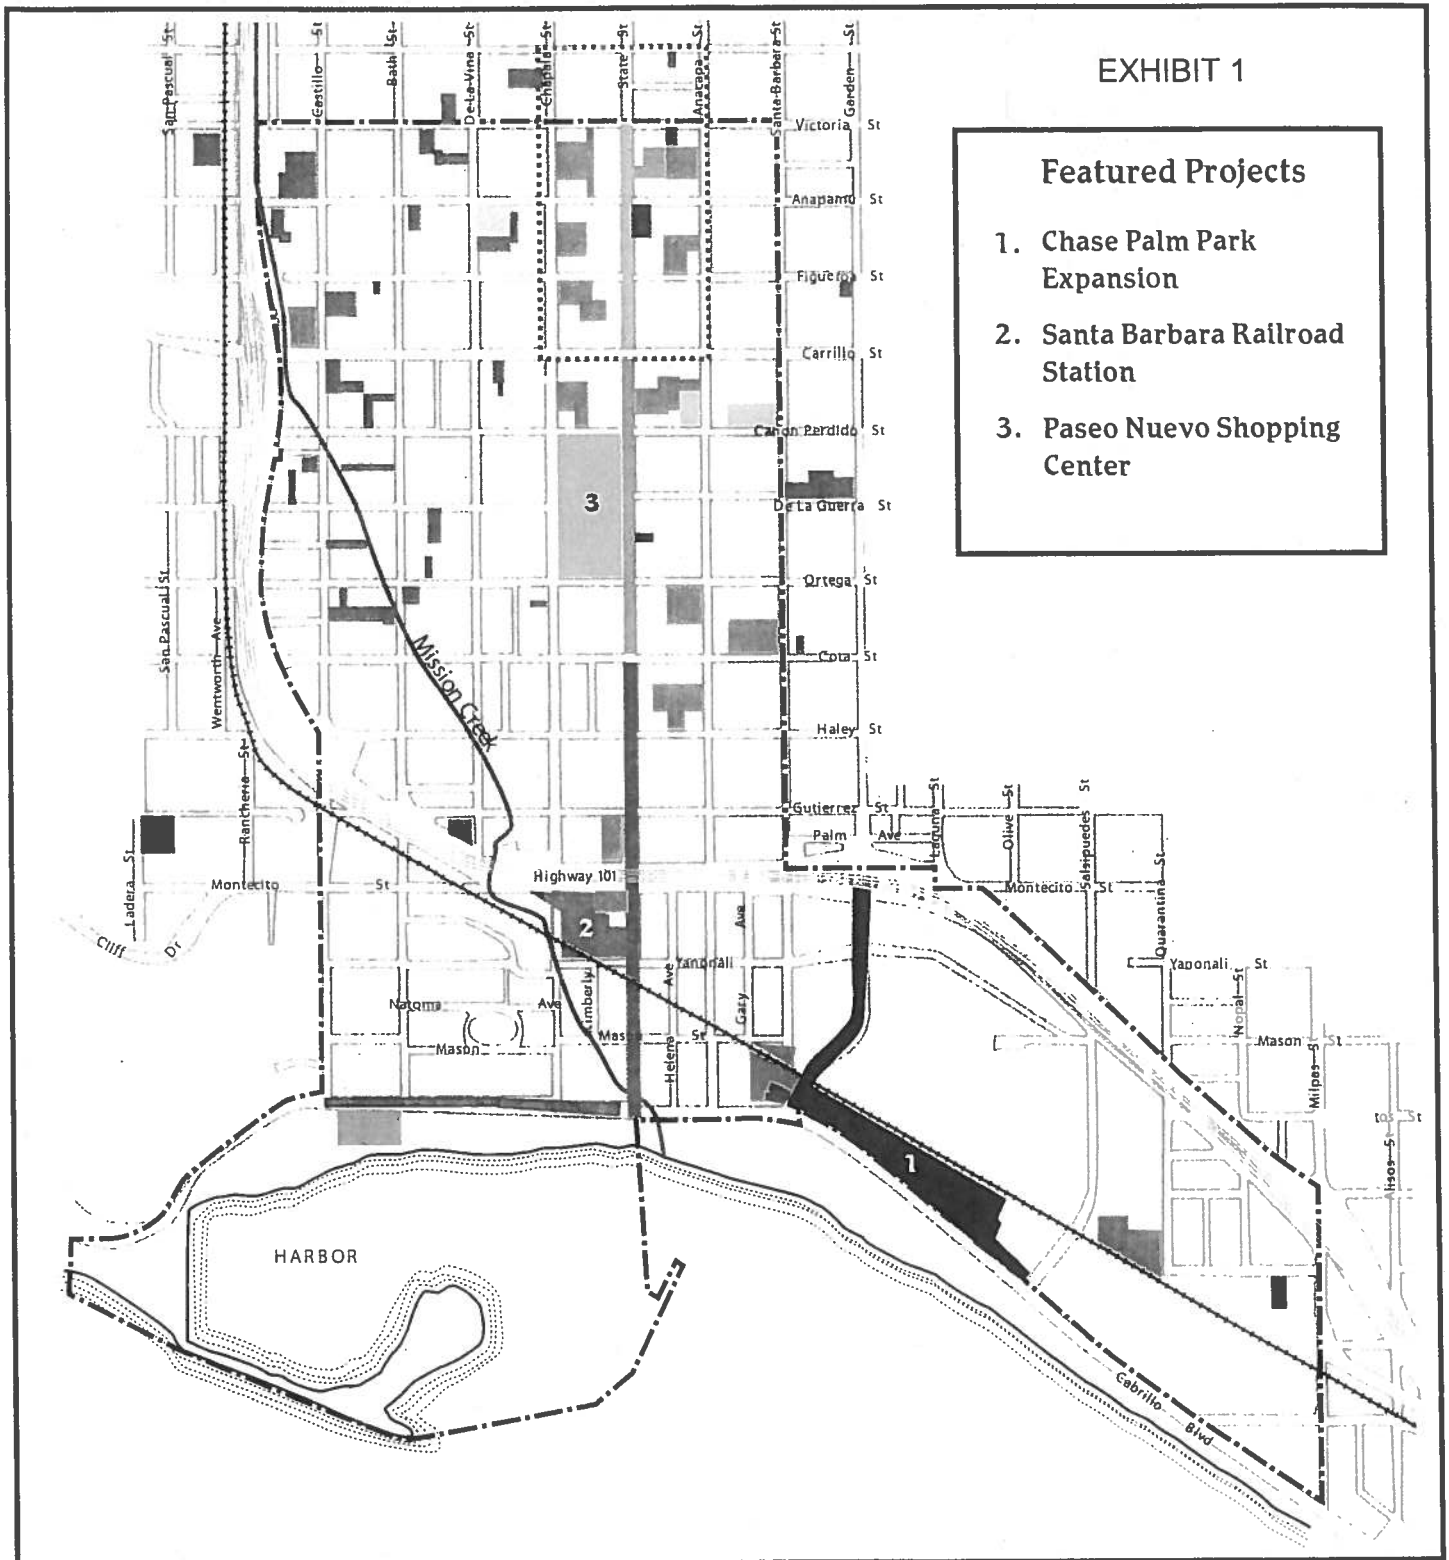 EXHIBIT 1
Featured Projects
1. Chase Palm Park
Expansion
2. Santa Barbara Railroad
Station
3. Paseo Nuevo Shopping
Center
San Pascual St
Castillo St
Bath St
De La Vina St
Chapala St
State St
Anacapa St
Santa Barbara St
Garden St
Victoria St
Anapamu St
Figueroa St
Carrillo St
Canon Perdido St
3
De La Guerra St
Ortega St
San Pascual St
Wentworth Ave
Mission Creek
Cota St
Haley St
Rancheria St
Gutierrez St
Palm Ave
Laguna St
Olive St
Salsipuedes St
Quarantina St
Ladera St
Highway 101
Montecito St
Montecito St
Cliff Dr
2
Yanonali
Ave
Gary Ave
Yanonali St
Kimberly
Natoma Ave
Nopal St
Mason St
Mason
Helena
Mason St
Milpas S
tos St
Alisos S
1
HARBOR
Cabrillo Blvd